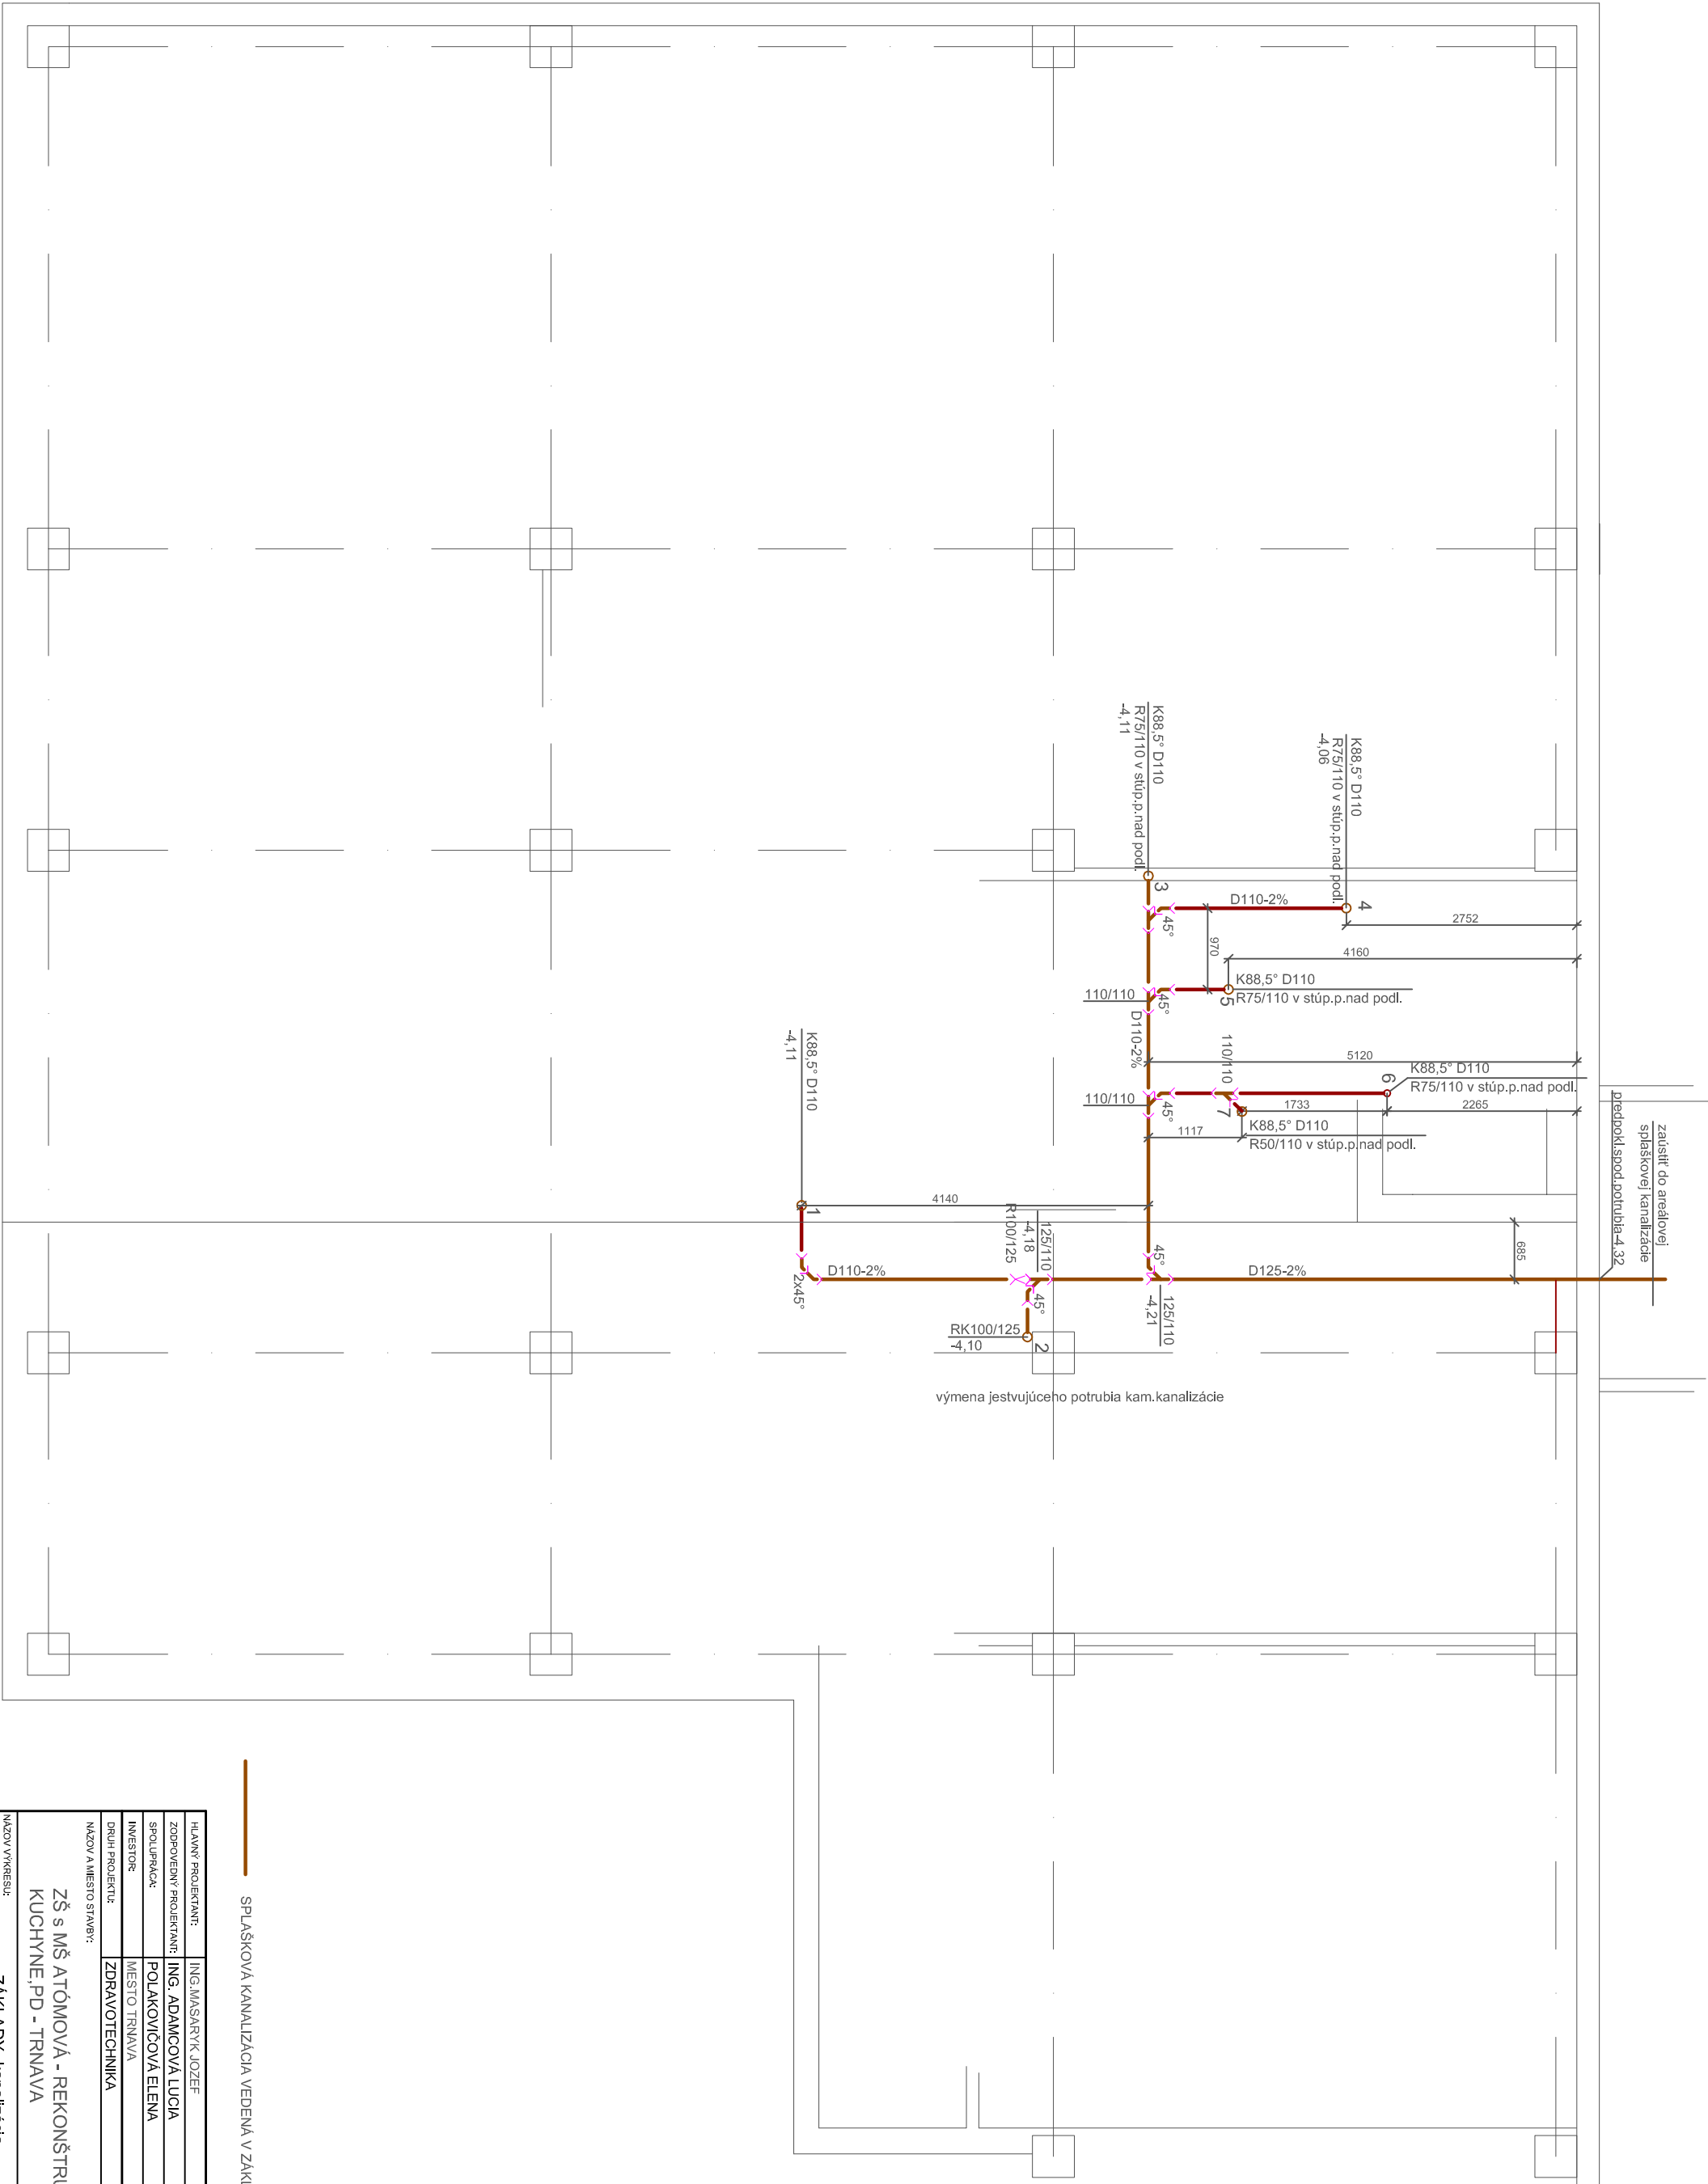 K88,5° D110
R75/110 v stúp.p.nad podl.
-4,11
K88,5° D110
R75/110 v stúp.p.nad podl.
-4,06
3
4
D110-2%
45°
970
2752
4160
K88,5° D110
R75/110 v stúp.p.nad podl.
5
110/110
45°
D110-2%
110/110
5120
6
K88,5° D110
R75/110 v stúp.p.nad podl.
110/110
45°
7
1733
2265
1117
K88,5° D110
R50/110 v stúp.p.nad podl.
zaústiť do areálovej
splaškovej kanalizácie
predpokl.spod.potrubia-4,32
K88,5° D110
-4,11
1
4140
2x45°
D110-2%
R100/125
125/110
-4,18
45°
RK100/125
-4,10
2
45°
125/110
-4,21
D125-2%
685
výmena jestvujúceho potrubia kam.kanalizácie
SPLAŠKOVÁ KANALIZÁCIA VEDENÁ V
HLAVNÝ PROJEKTANT: ING.MASARYK JOZEF
ZODPOVEDNÝ PROJEKTANT: ING. ADAMCOVÁ LUCIA
SPOLUPRÁCA: POLAKOVIČOVÁ ELENA
INVESTOR: MESTO TRNAVA
DRUH PROJEKTU: ZDRAVOTECHNIKA
NÁZOV A MIESTO STAVBY:
ZŠ s MŠ ATÓMOVÁ -
KUCHYNE,PD - TRNAVA
NÁZOV VÝKRESU: